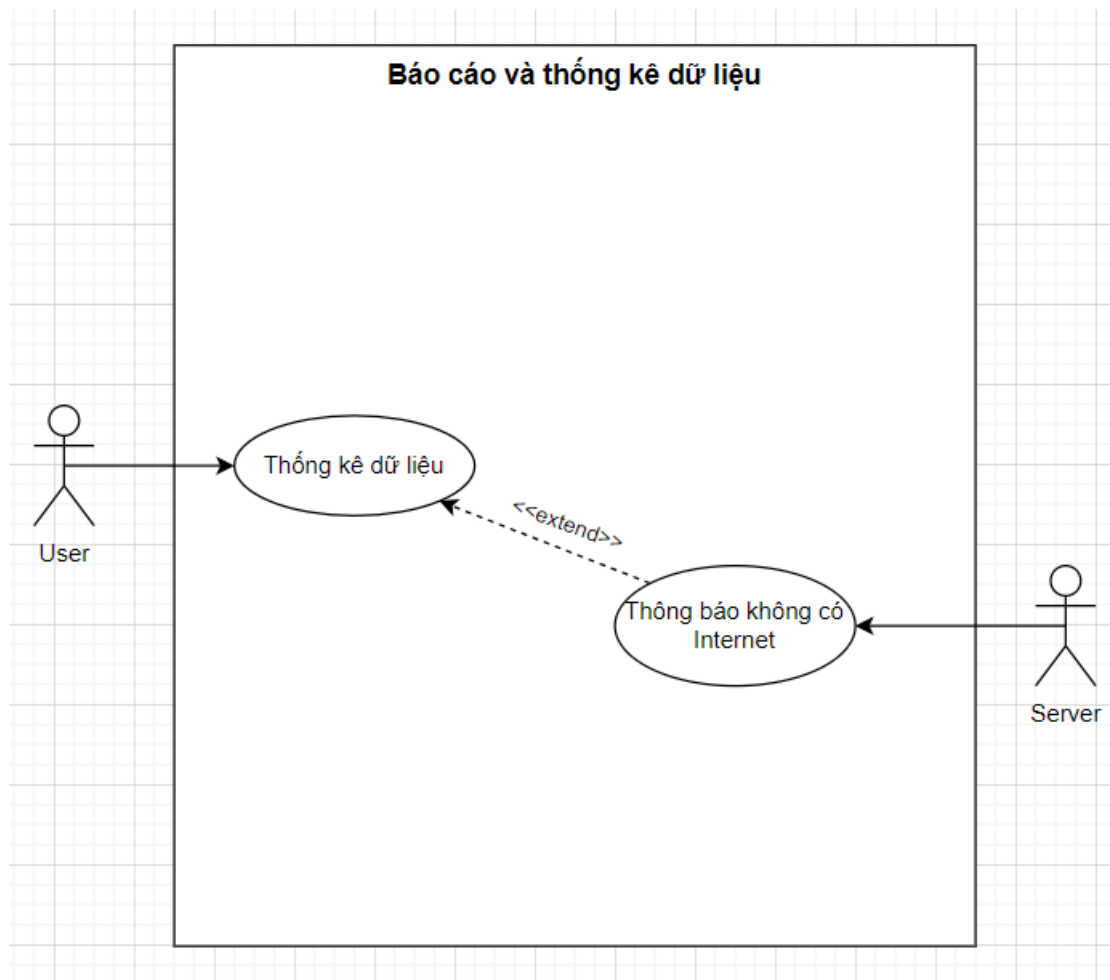 Báo cáo và thống kê dữ liệu
Thống kê dữ liệu
<<extend>>
User
Thông báo không có
Internet
Server